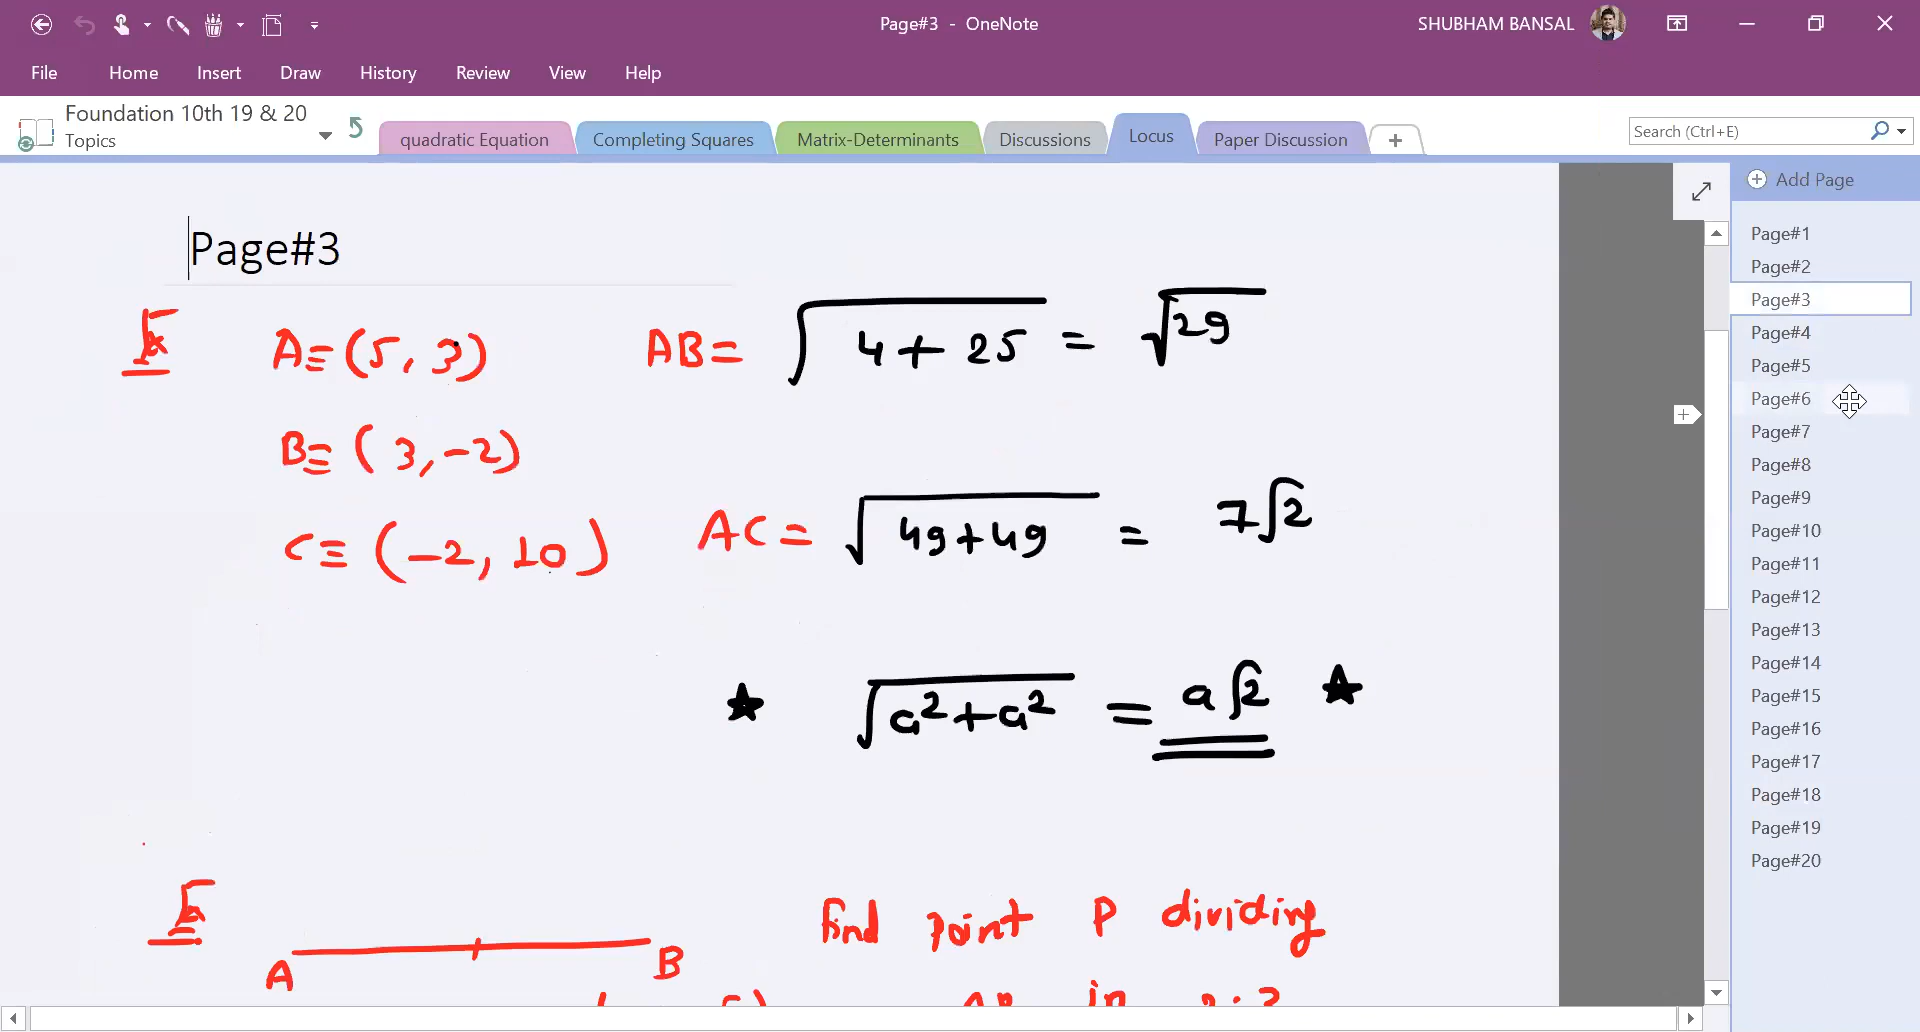 Page#3 - OneNote
SHUBHAM BANSAL
File Home Insert Draw History Review View Help
Foundation 10th 19 & 20
Topics
quadratic Equation
Completing Squares
Matrix-Determinants
Discussions
Locus
Paper Discussion
Search (Ctrl+E)
Page#3
Ex
A≡(5, 3)
AB= √(4+25) = √29
B≡(3,-2)
C≡(-2, 10)
AC= √(49+49) = 7√2
★ √(a²+a²) = a√2 ★
Ex
A B
find point P dividing
AB in
Add Page
Page#1
Page#2
Page#3
Page#4
Page#5
Page#6
Page#7
Page#8
Page#9
Page#10
Page#11
Page#12
Page#13
Page#14
Page#15
Page#16
Page#17
Page#18
Page#19
Page#20